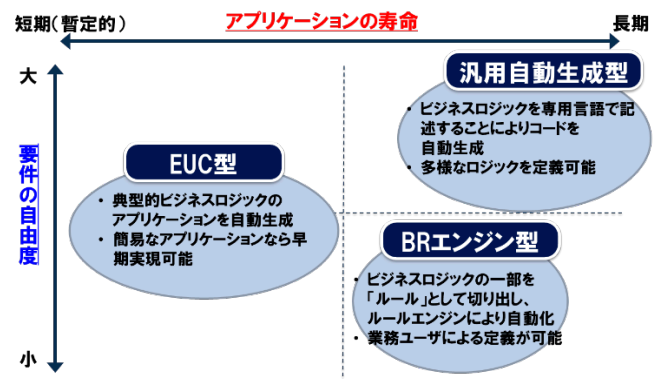 短期(暫定的)
アプリケーションの寿命
長期
大
要件の自由度
小
汎用自動生成型
・ ビジネスロジックを専用言語で記
述することによりコードを
自動生成
・ 多様なロジックを定義可能
EUC型
・ 典型的ビジネスロジックの
アプリケーションを自動生成
・ 簡易なアプリケーションなら早
期実現可能
BRエンジン型
・ ビジネスロジックの一部を
「ルール」として切り出し、
ルールエンジンにより自動化
・ 業務ユーザによる定義が可能